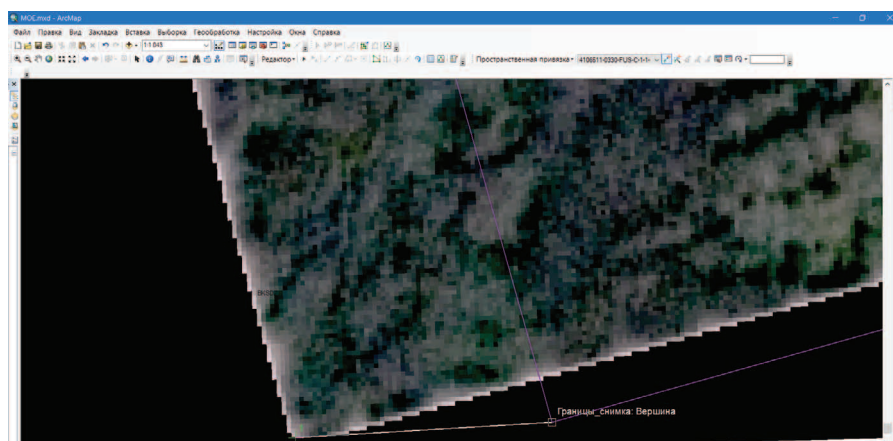 MOE.mxd - ArcMap
Файл Правка Вид Закладка Вставка Выборка Геообработка Настройка Окна Справка
1:1 043
Редактор
Пространственная привязка
Границы_снимка: Вершина